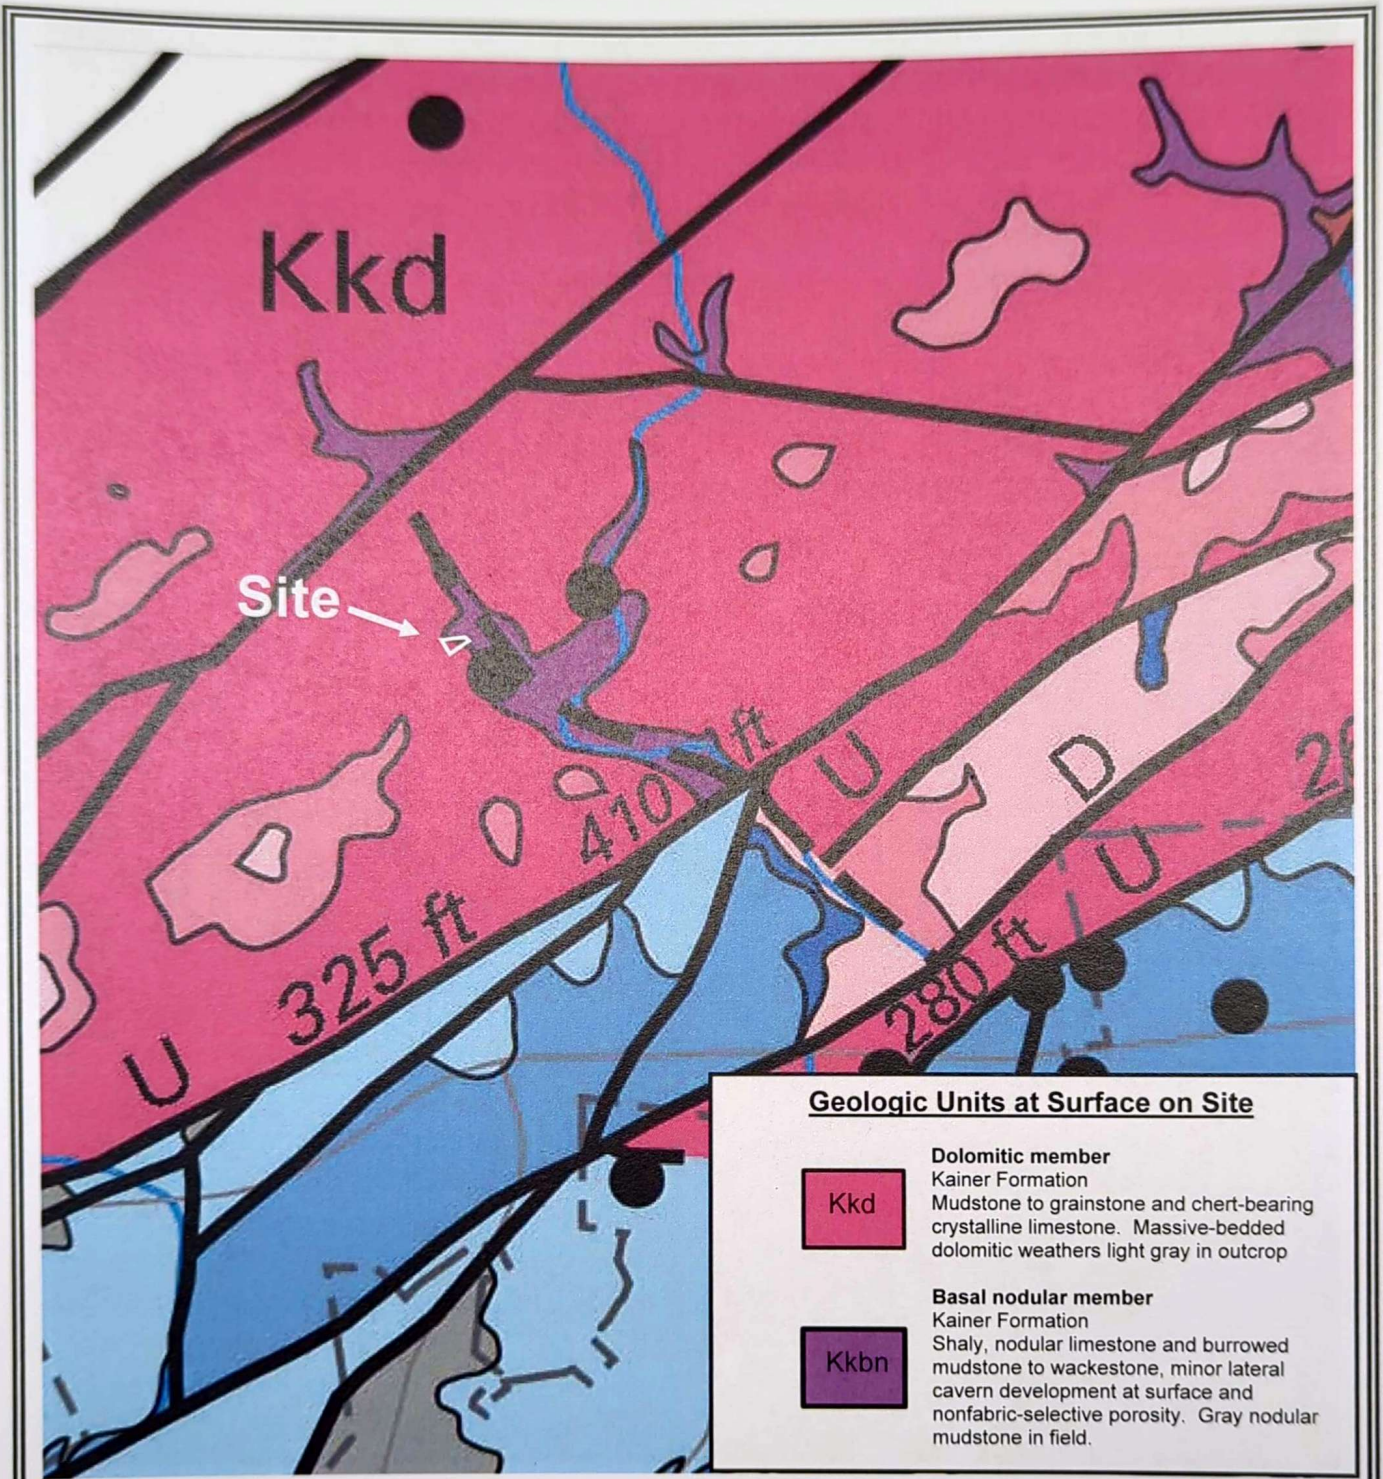 Kkd
Site
ft
410
U
D
U
325 ft
280 ft
U
Geologic Units at Surface on Site
Kkd
Dolomitic member
Kainer Formation
Mudstone to grainstone and chert-bearing
crystalline limestone.  Massive-bedded
dolomitic weathers light gray in outcrop
Kkbn
Basal nodular member
Kainer Formation
Shaly, nodular limestone and burrowed
mudstone to wackestone, minor lateral
cavern development at surface and
nonfabric-selective porosity.  Gray nodular
mudstone in field.